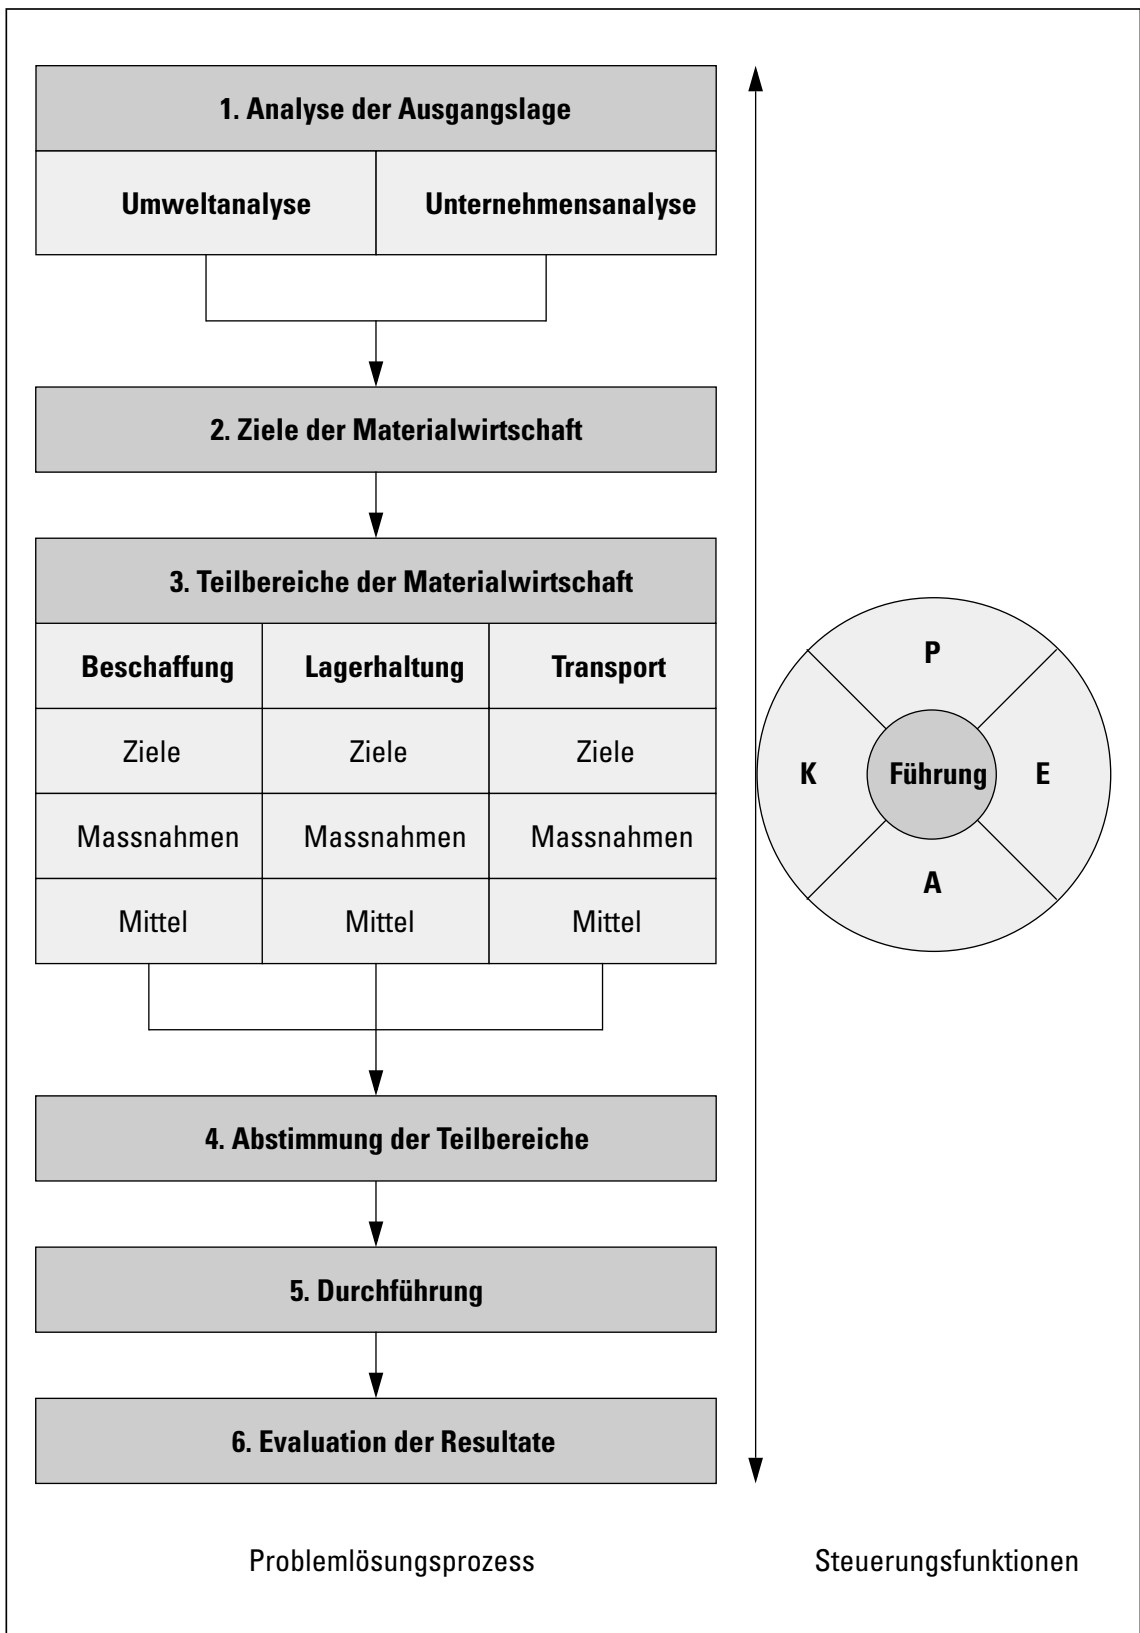 1. Analyse der Ausgangslage
Umweltanalyse
Unternehmensanalyse
2. Ziele der Materialwirtschaft
3. Teilbereiche der Materialwirtschaft
Beschaffung
Lagerhaltung
Transport
Ziele
Ziele
Ziele
Massnahmen
Massnahmen
Massnahmen
Mittel
Mittel
Mittel
4. Abstimmung der Teilbereiche
5. Durchführung
6. Evaluation der Resultate
Problemlösungsprozess
P
K
Führung
E
A
Steuerungsfunktionen